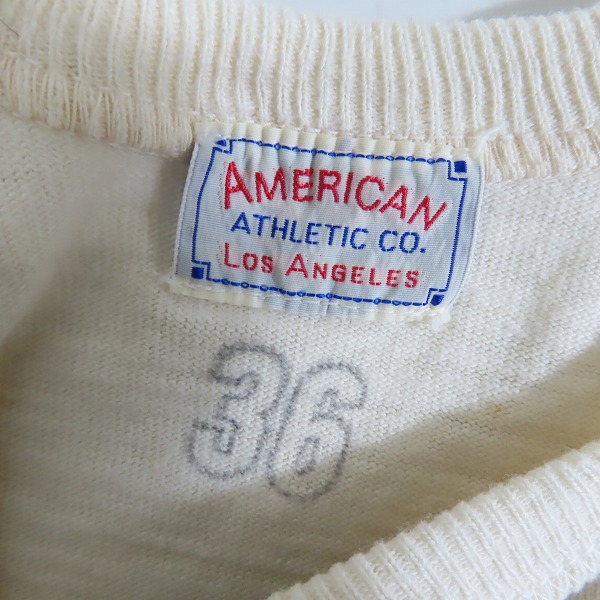 AMERICAN
ATHLETIC CO.
LOS ANGELES
36